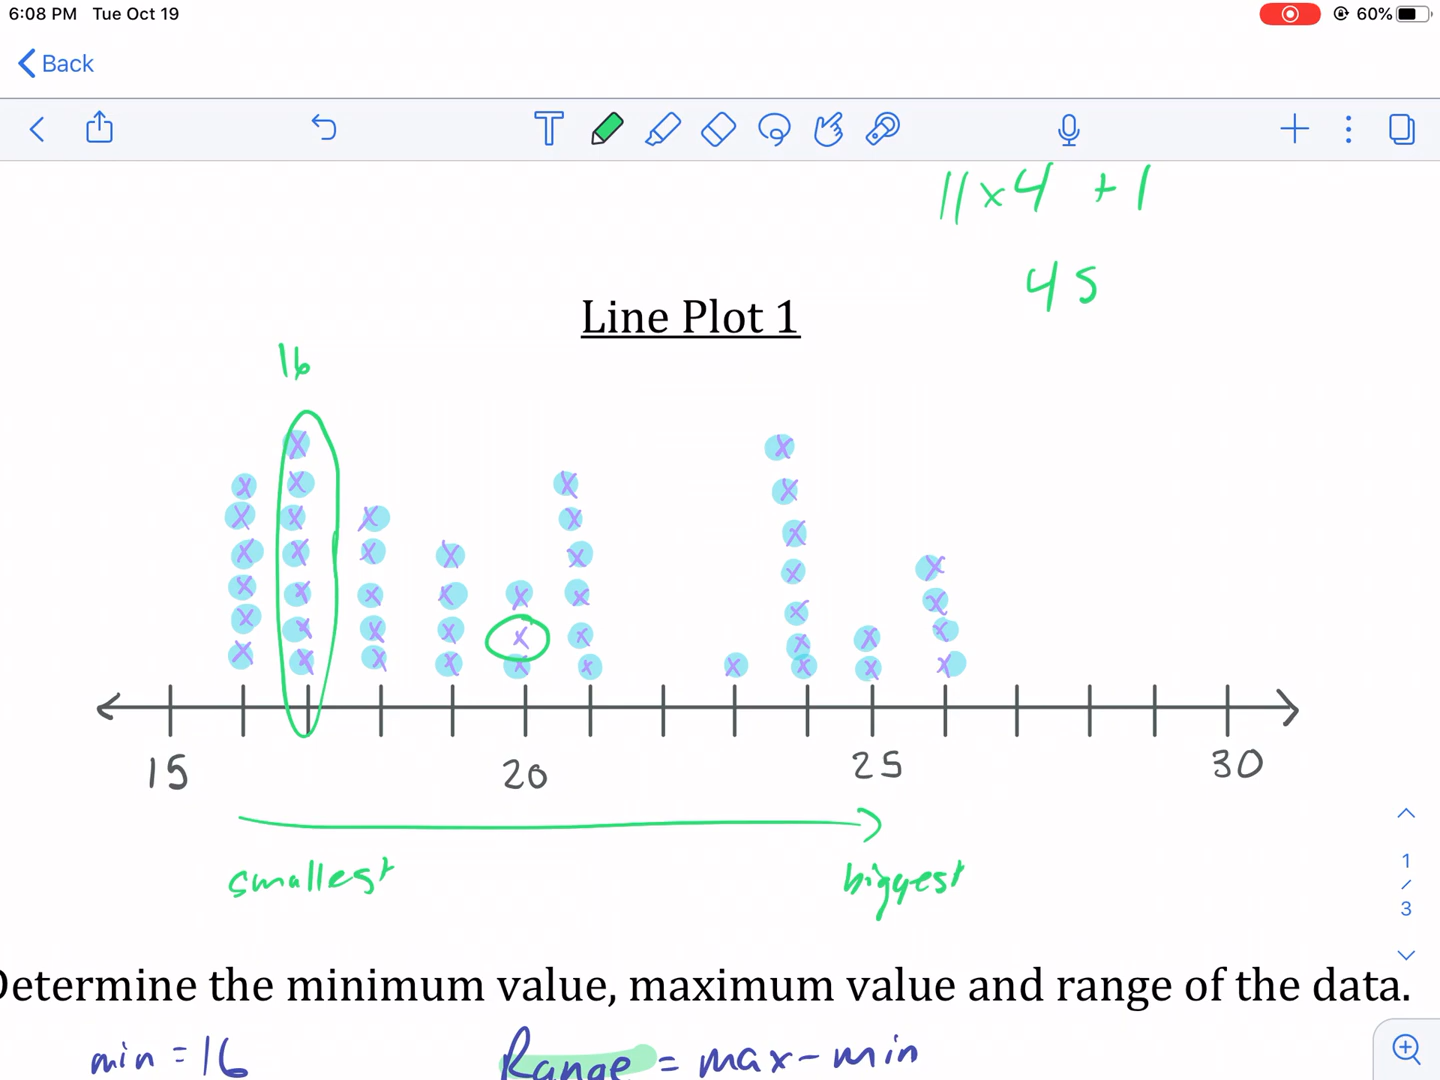 6:08 PM Tue Oct 19 60%
Back
11 x 4 + 1
45
Line Plot 1
16
15 20 25 30
smallest biggest
1
/
3
Determine the minimum value, maximum value and range of the data.
min = 16 Range = max - min